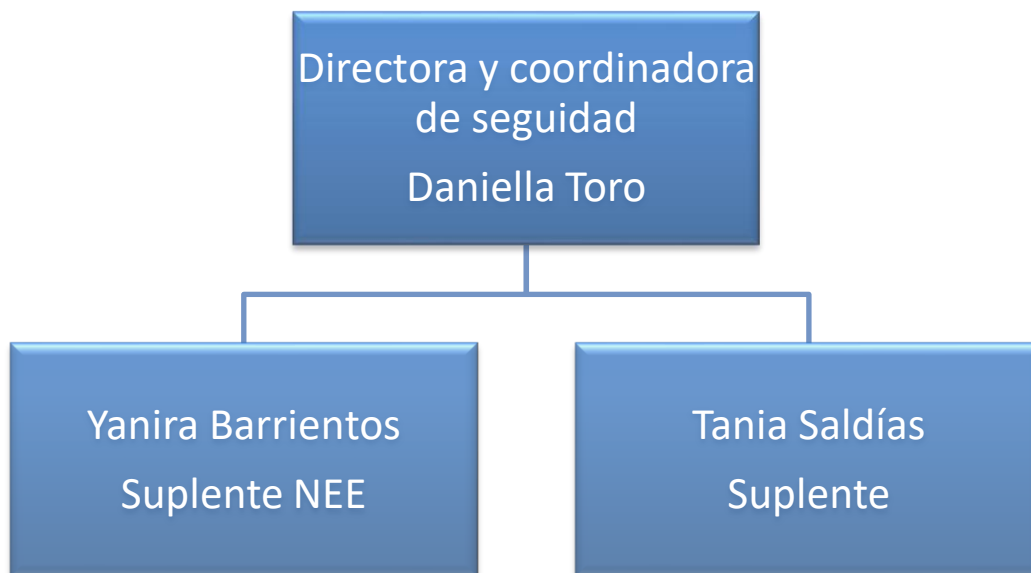 Directora y coordinadora
de seguidad
Daniella Toro
Yanira Barrientos
Suplente NEE
Tania Saldías
Suplente